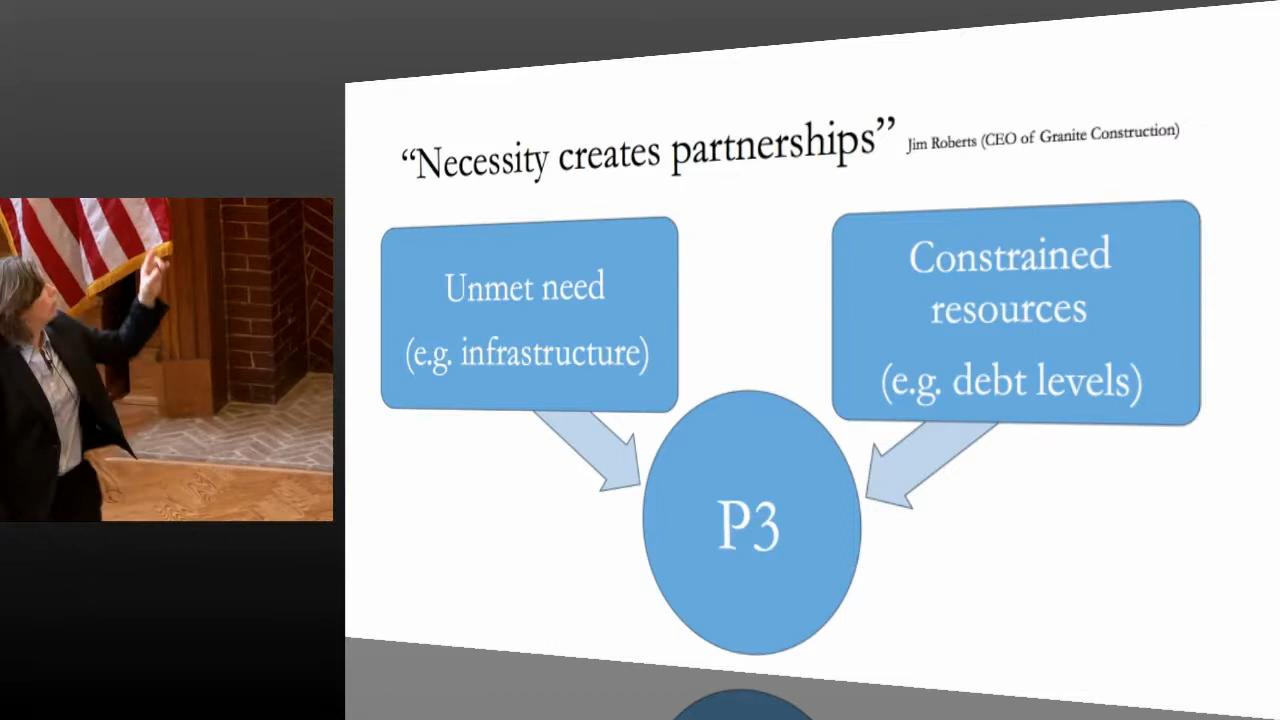 “Necessity creates partnerships” Jim Roberts (CEO of Granite Construction)
Unmet need
(e.g. infrastructure)
Constrained
resources
(e.g. debt levels)
P3